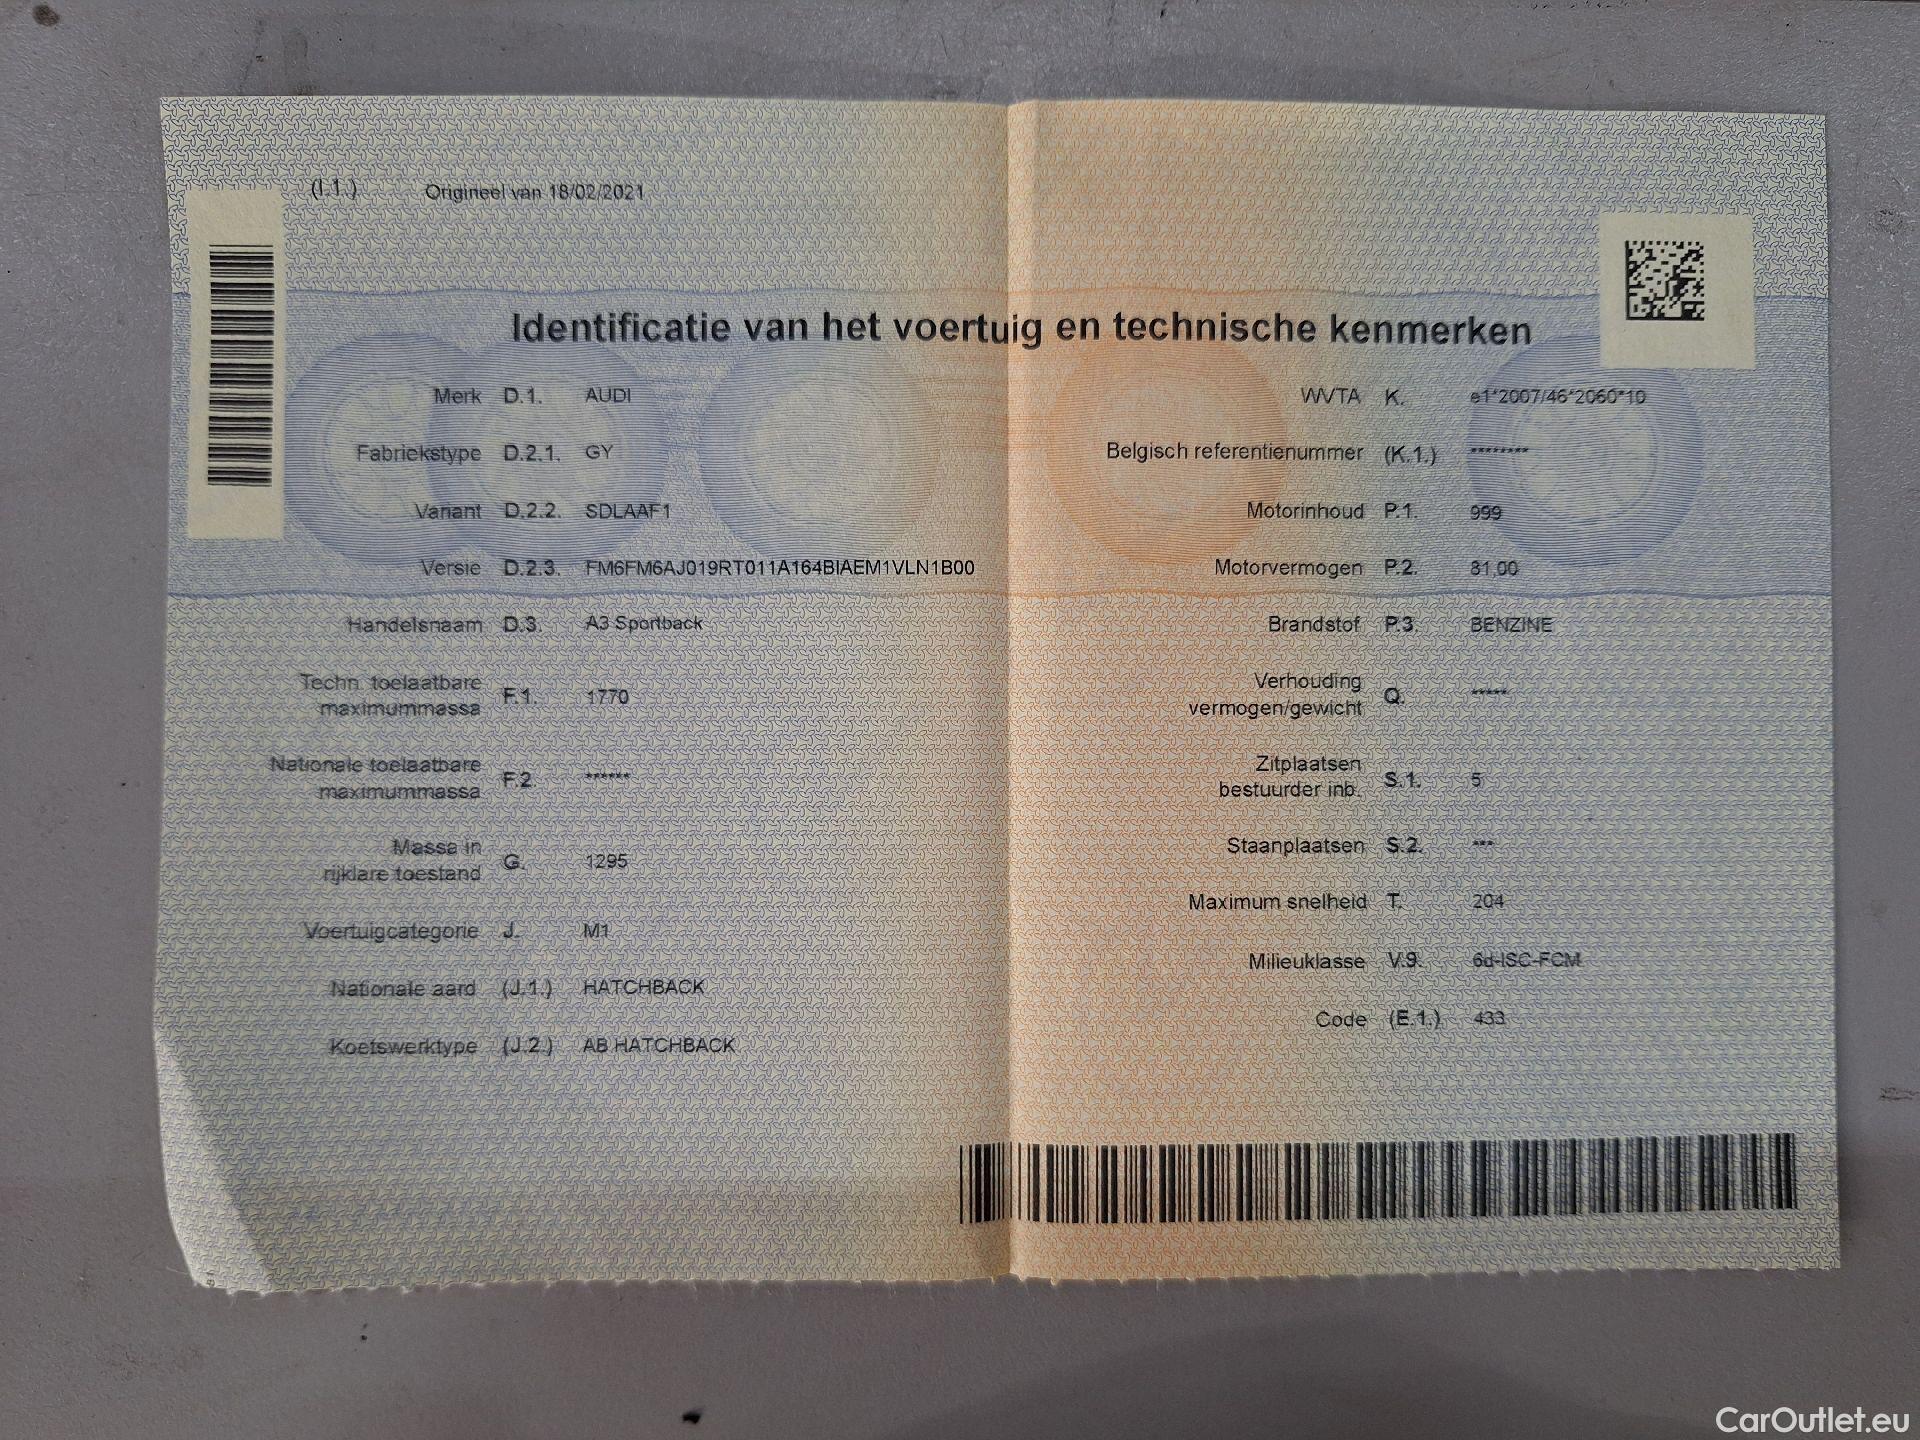 (I.1.) Origineel van 18/02/2021
Identificatie van het voertuig en technische kenmerken
Merk D.1. AUDI
Fabriekstype D.2.1. GY
Variant D.2.2. SDLAAF1
Versie D.2.3. FM6FM6AJ019RT011A164BIAEM1VLN1B00
Handelsnaam D.3. A3 Sportback
Techn. toelaatbare
maximummassa F.1. 1770
Nationale toelaatbare
maximummassa F.2. ******
Massa in
rijklare toestand G. 1295
Voertuigcategorie J. M1
Nationale aard (J.1.) HATCHBACK
Koetswerktype (J.2.) AB HATCHBACK
WVTA K. e1*2007/46*2060*10
Belgisch referentienummer (K.1.) ********
Motorinhoud P.1. 999
Motorvermogen P.2. 81,00
Brandstof P.3. BENZINE
Verhouding
vermogen/gewicht Q. *****
Zitplaatsen
bestuurder inb. S.1. 5
Staanplaatsen S.2. ***
Maximum snelheid T. 204
Milieuklasse V.9. 6d-ISC-FCM
Code (E.1.) 433
CarOutlet.eu